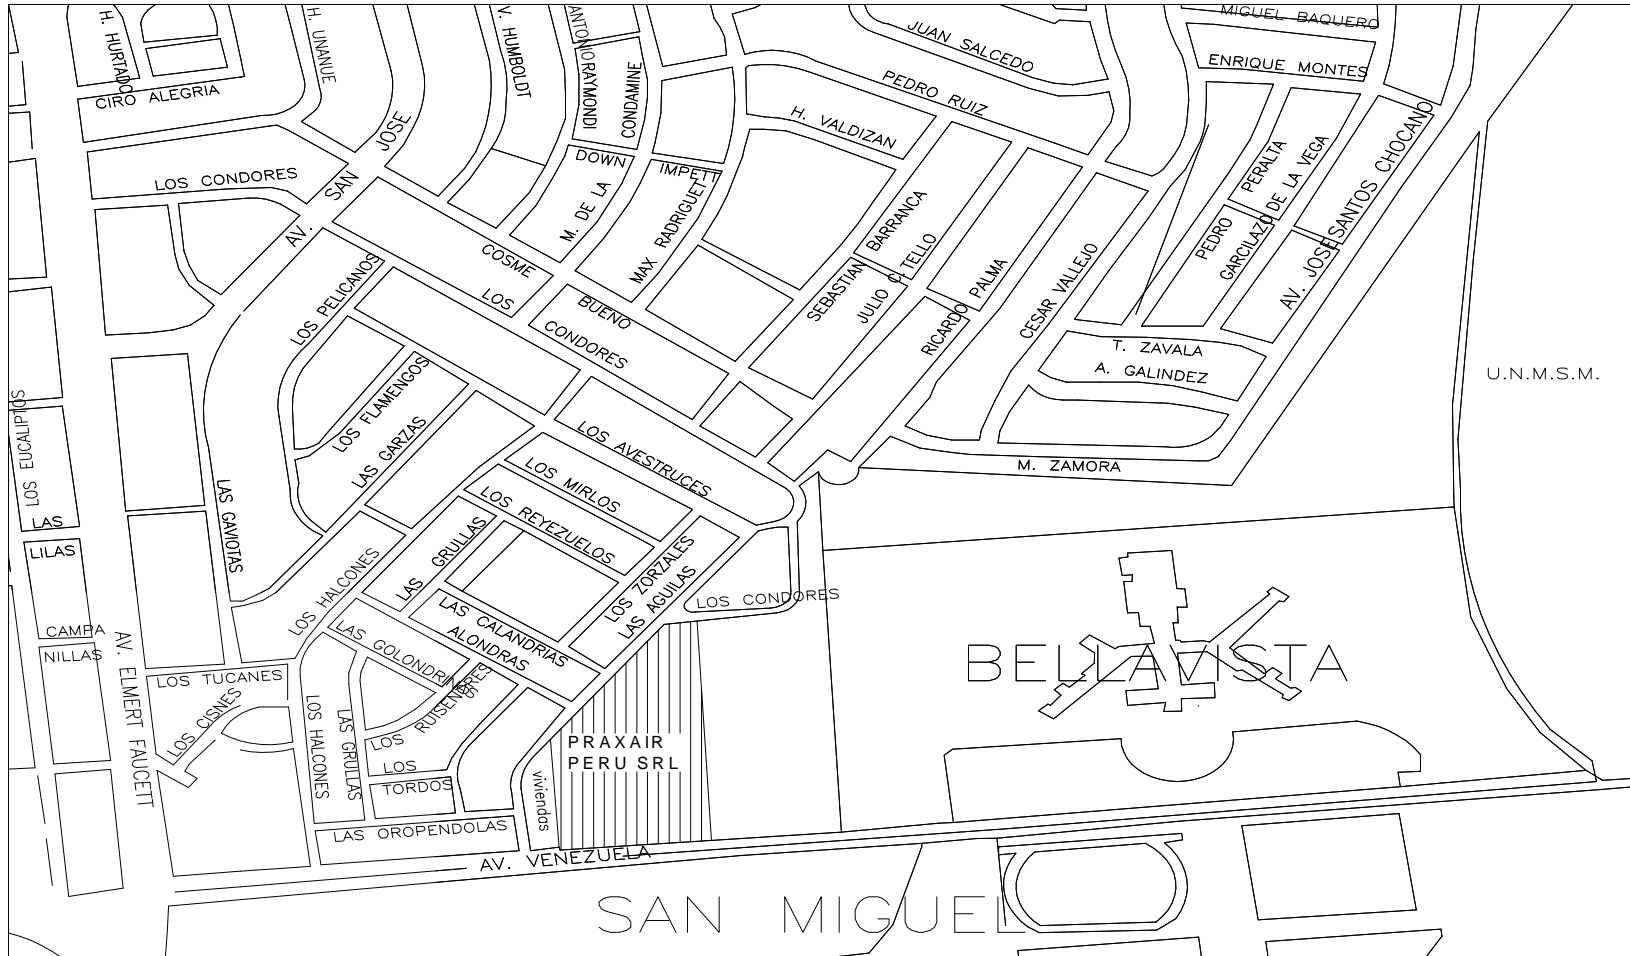 H. HURTADO
H. UNANUE
V. HUMBOLDT
ANTONIO RAYMONDI
CONDAMINE
JUAN SALCEDO
MIGUEL BAQUERO
ENRIQUE MONTES
CIRO ALEGRIA
PEDRO RUIZ
H. VALDIZAN
AV. SAN JOSE
LOS CONDORES
DOWN
IMPETT
M. DE LA
MAX RADRIGUET
PERALTA
PEDRO
GARCILAZO DE LA VEGA
AV. JOSE SANTOS CHOCANO
SEBASTIAN BARRANCA
JULIO C. TELLO
RICARDO PALMA
CESAR VALLEJO
COSME
BUENO
LOS
CONDORES
LOS PELICANOS
T. ZAVALA
A. GALINDEZ
U.N.M.S.M.
LOS FLAMENGOS
LAS GARZAS
LOS EUCALIPTOS
LOS AVESTRUCES
M. ZAMORA
LOS MIRLOS
LOS REYEZUELOS
LAS
LILAS
LAS GAVIOTAS
LAS GRULLAS
LOS ZORZALES
LAS AGUILAS
LOS HALCONES
LOS CONDORES
LAS CALANDRIAS
ALONDRAS
CAMPA
NILLAS
LAS GOLONDRINAS
BELLAVISTA
AV. ELMERT FAUCETT
LOS TUCANES
LOS CISNES
LOS RUISENORES
LOS HALCONES
LAS GRULLAS
PRAXAIR
PERU SRL
LOS
TORDOS
viviendas
LAS OROPENDOLAS
AV. VENEZUELA
SAN MIGUEL